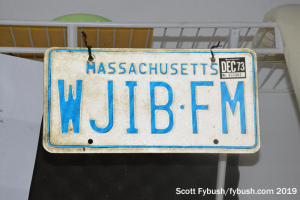 DEC 73
MASSACHUSETTS
WJIB·FM
Scott Fybush/fybush.com 2019